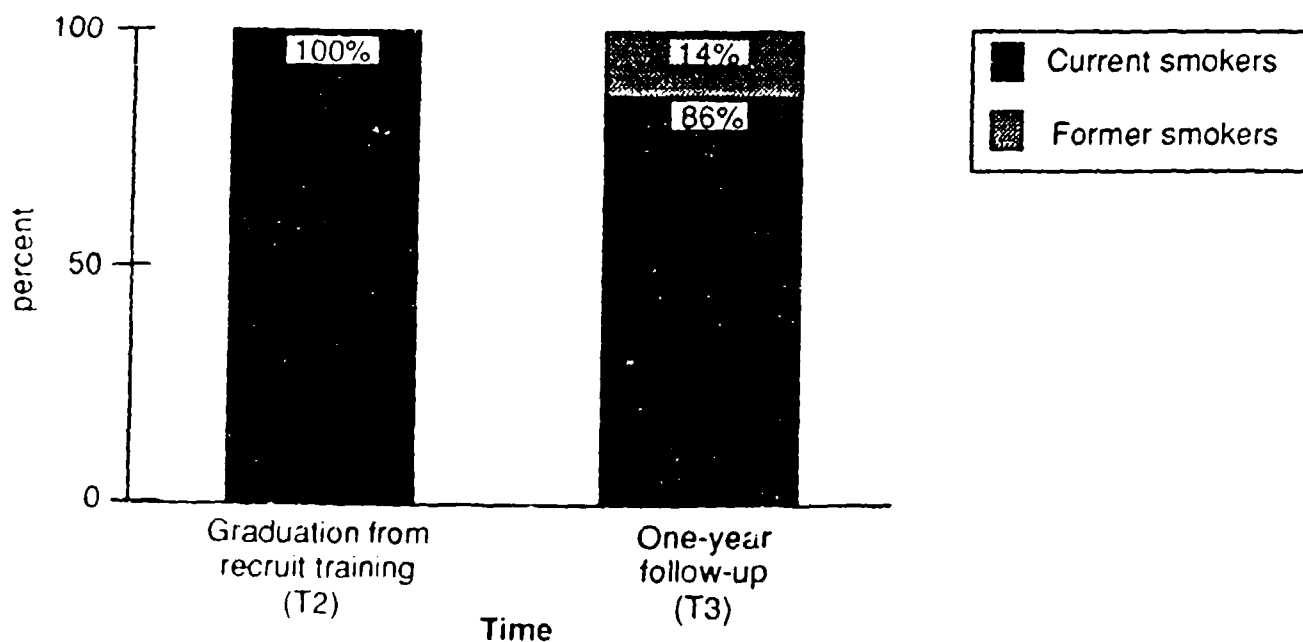 100
100%
14%
86%
Current smokers
Former smokers
percent
50
0
Graduation from
recruit training
(T2)
One-year
follow-up
(T3)
Time